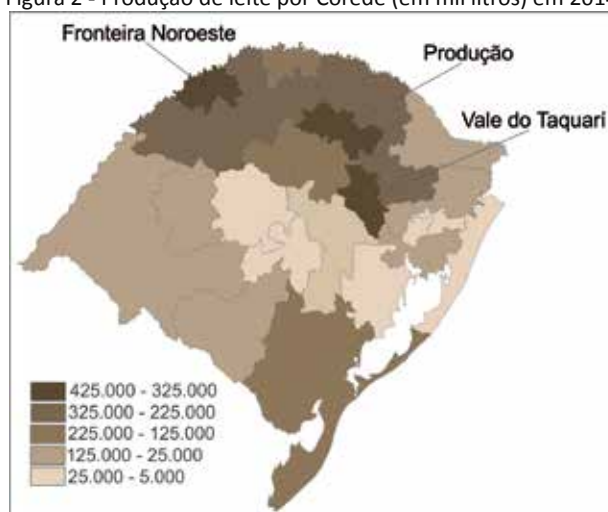 Figura 2 - Produção de leite por Corede (em mil litros) em 2014
Fronteira Noroeste
Produção
Vale do Taquari
425.000 - 325.000
325.000 - 225.000
225.000 - 125.000
125.000 - 25.000
25.000 - 5.000